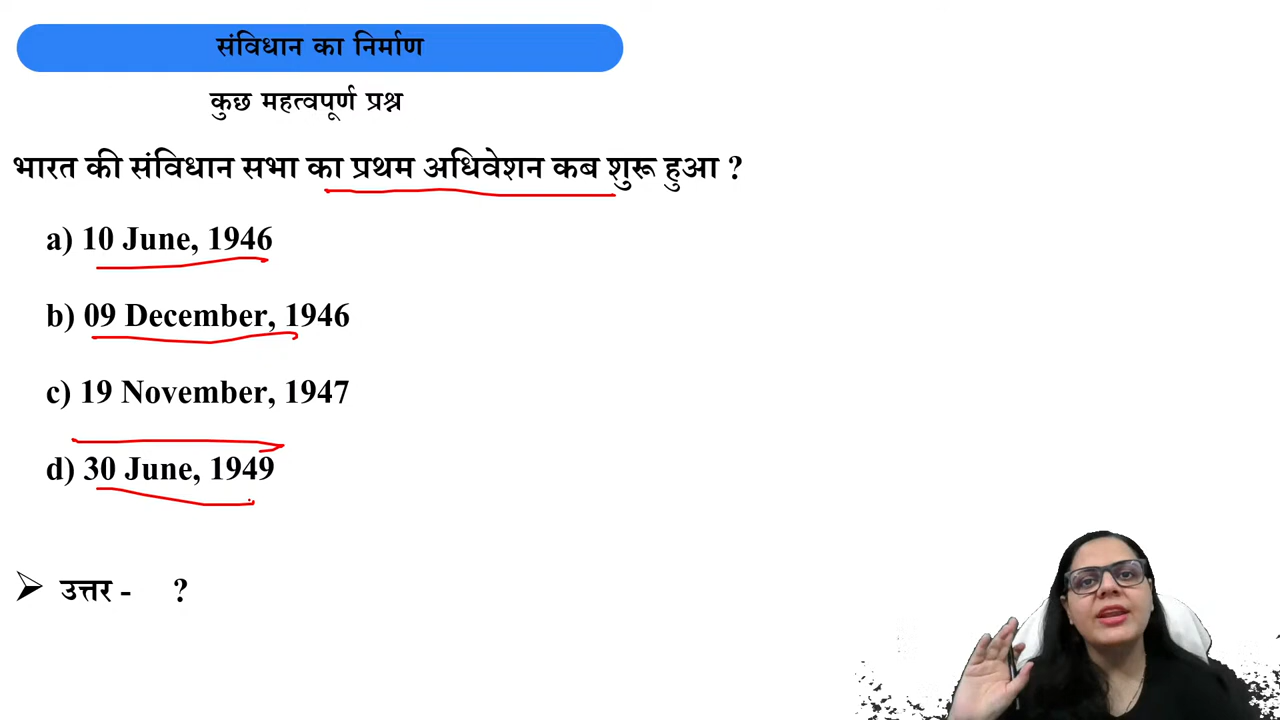 संविधान का निर्माण
कुछ महत्वपूर्ण प्रश्न
भारत की संविधान सभा का प्रथम अधिवेशन कब शुरू हुआ ?
a) 10 June, 1946
b) 09 December, 1946
c) 19 November, 1947
d) 30 June, 1949
➢ उत्तर - ?